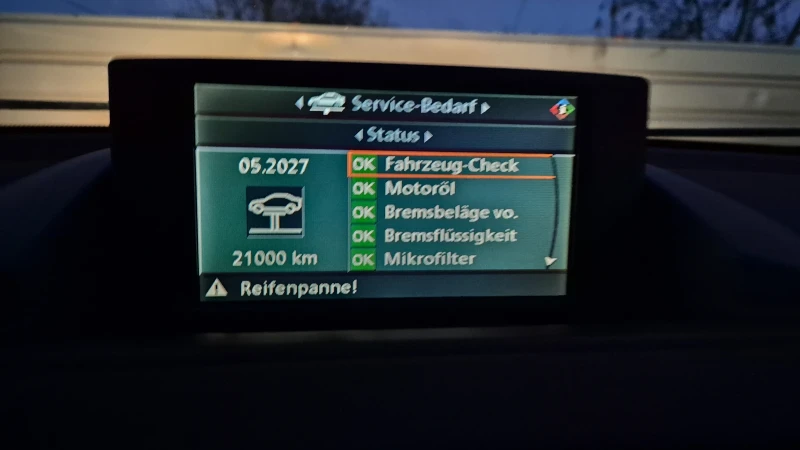 Service-Bedarf
Status
05.2027
OK Fahrzeug-Check
OK Motoröl
OK Bremsbeläge vo.
OK Bremsflüssigkeit
21000 km
OK Mikrofilter
Reifenpanne!